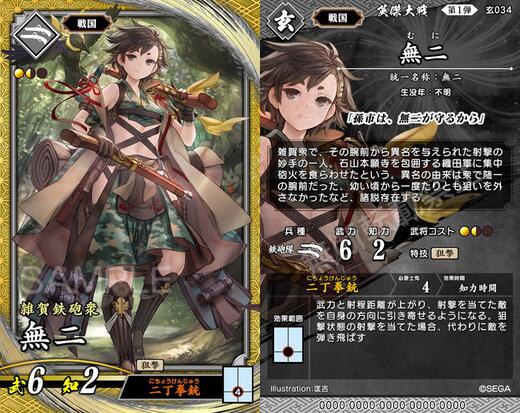 戦国
SAMPLE
雑賀鉄砲衆
無二
狙撃
武6 知2
にちょうけんじゅう
二丁拳銃
4
玄
戦国
英傑大戦
第1弾
玄034
むに
無二
統一名称：無二
生没年：不明
「孫市は、無二がするから」
雑賀衆で、その腕前から異名を与えられた射撃の
妙手の一人。石山本願寺を包囲する織田軍に集中
砲火を食らわせたという。異名の由来は衆で随一
の腕前だった、幼い頃から一度たりとも狙いを外
さなかったなど、諸説存在する。
兵種 武力 知力 武将コスト
鉄砲隊 6 2 特技 狙撃
にちょうけんじゅう
二丁拳銃
必要士気
4
効果時間
知力時間
効果範囲
武力と射程距離が上がり、射撃を当てた敵
を自身の方向に引き寄せるようになる。狙
撃状態の射撃を当てた場合、代わりに敵を
弾き飛ばす
Illustration：匡吉
©SEGA
0000 0000 0000 0000 0000